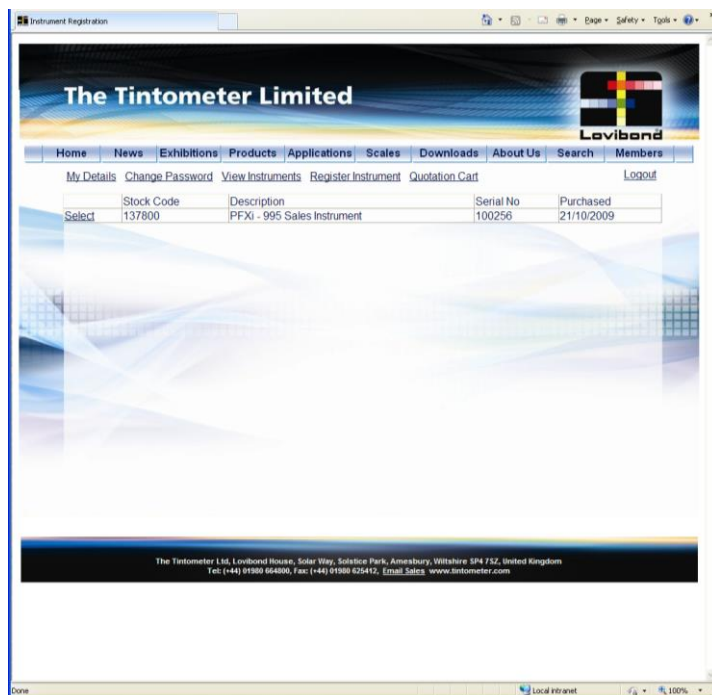 Instrument Registration
Page Safety Tools
The Tintometer Limited
Lovibond
Home News Exhibitions Products Applications Scales Downloads About Us Search Members
My Details Change Password View Instruments Register Instrument Quotation Cart Logout
Stock Code Description Serial No Purchased
Select 137800 PFXi - 995 Sales Instrument 100256 21/10/2009
The Tintometer Ltd, Lovibond House, Solar Way, Solstice Park, Amesbury, Wiltshire SP4 7SZ, United Kingdom
Tel: (+44) 01980 664800, Fax: (+44) 01980 625412, Email Sales www.tintometer.com
Done Local intranet 100%